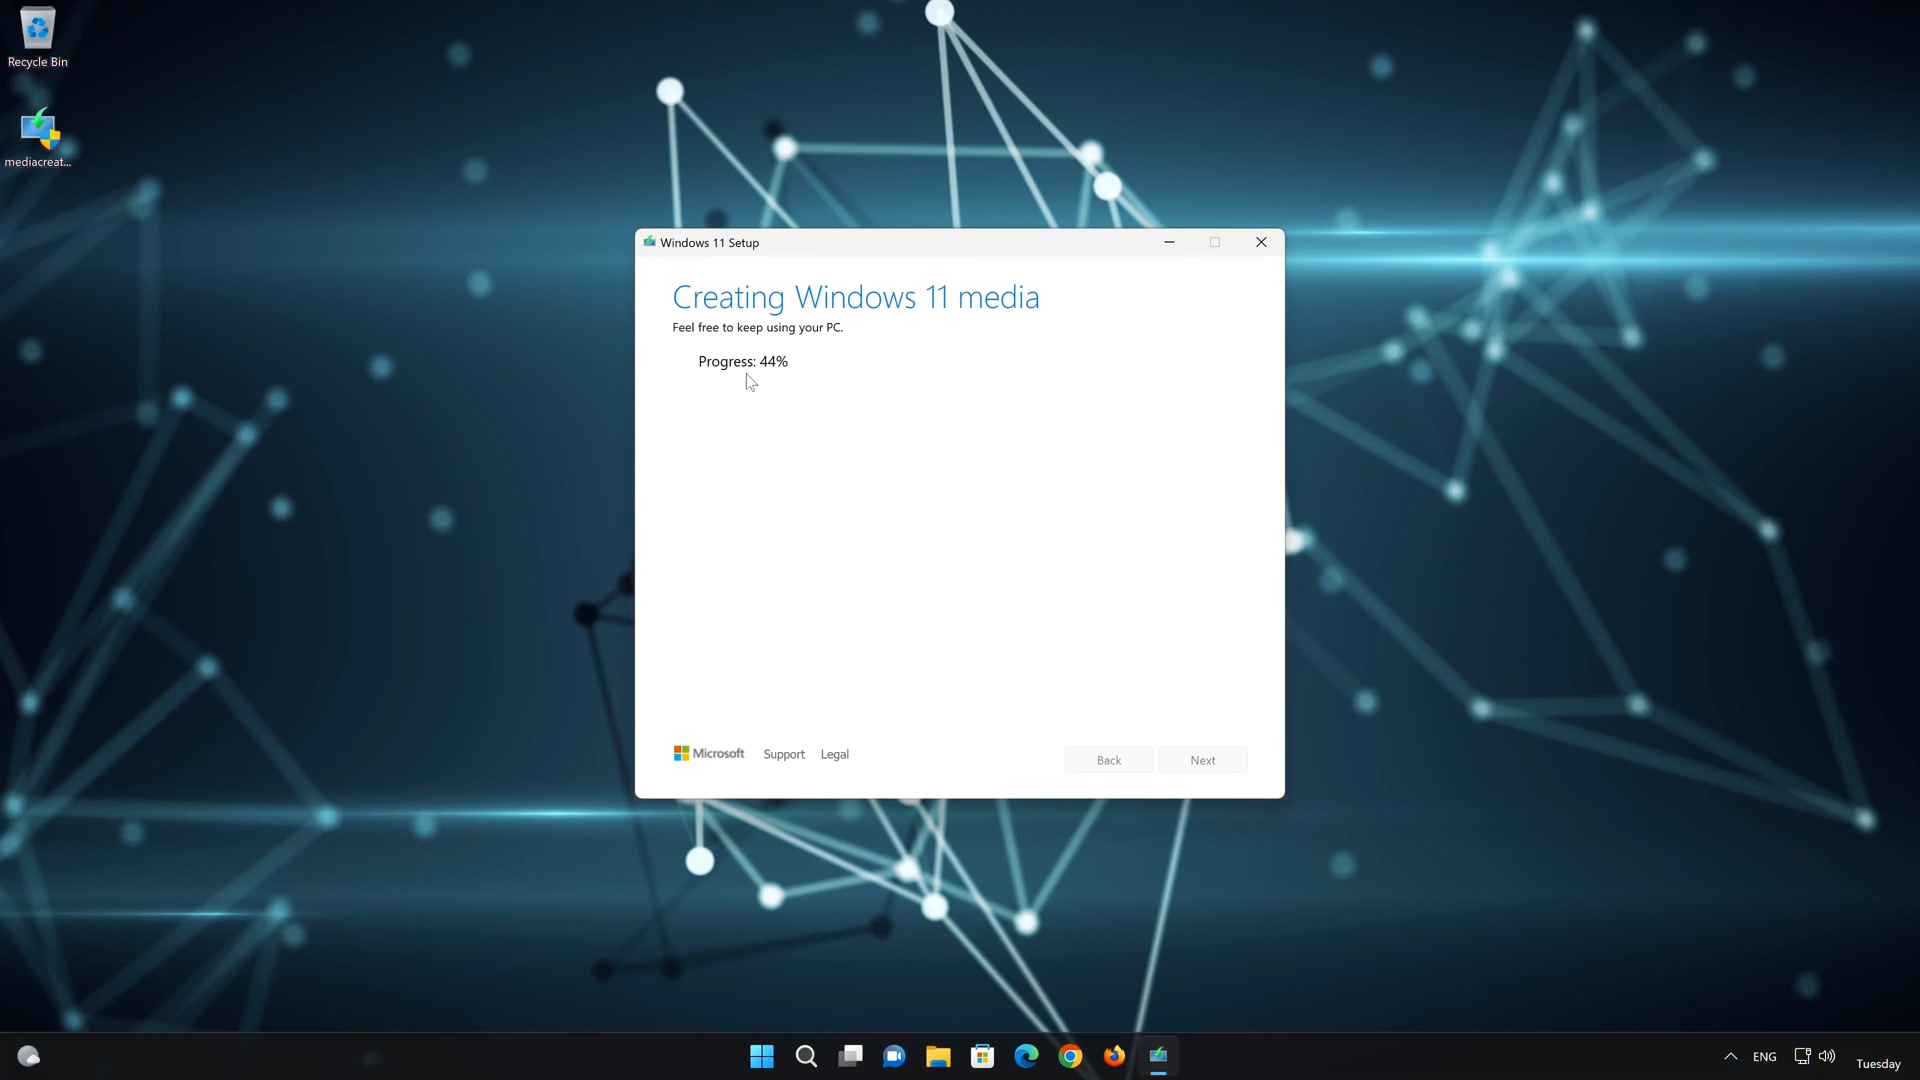 Recycle Bin
mediacreat...
Windows 11 Setup
Creating Windows 11 media
Feel free to keep using your PC.
Progress: 44%
Microsoft
Support
Legal
Back
Next
ENG
Tuesday